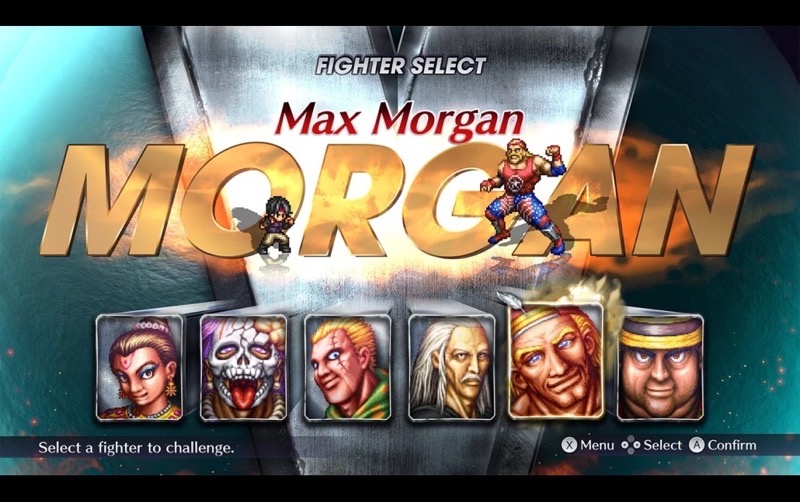 FIGHTER SELECT
Max Morgan
MORGAN
Select a fighter to challenge.
X Menu Select A Confirm